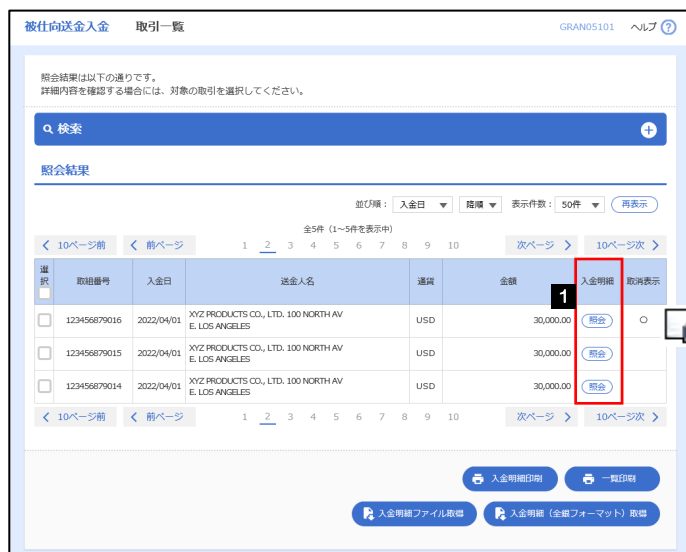 被仕向送金入金 取引一覧 GRAN05101 ヘルプ ?
照会結果は以下の通りです。
詳細内容を確認する場合には、対象の取引を選択してください。
検索
照会結果
並び順： 入金日 降順 表示件数： 50件 再表示
全5件（1～5件を表示中）
10ページ前 前ページ 1 2 3 4 5 6 7 8 9 10 次ページ 10ページ次
選択 取組番号 入金日 送金人名 通貨 金額 入金明細 取消表示
1
123456879016 2022/04/01 XYZ PRODUCTS CO., LTD. 100 NORTH AV
E. LOS ANGELES USD 30,000.00 照会 ○
123456879015 2022/04/01 XYZ PRODUCTS CO., LTD. 100 NORTH AV
E. LOS ANGELES USD 30,000.00 照会
123456879014 2022/04/01 XYZ PRODUCTS CO., LTD. 100 NORTH AV
E. LOS ANGELES USD 30,000.00 照会
10ページ前 前ページ 1 2 3 4 5 6 7 8 9 10 次ページ 10ページ次
入金明細印刷 一覧印刷
入金明細ファイル取得 入金明細（全銀フォーマット）取得